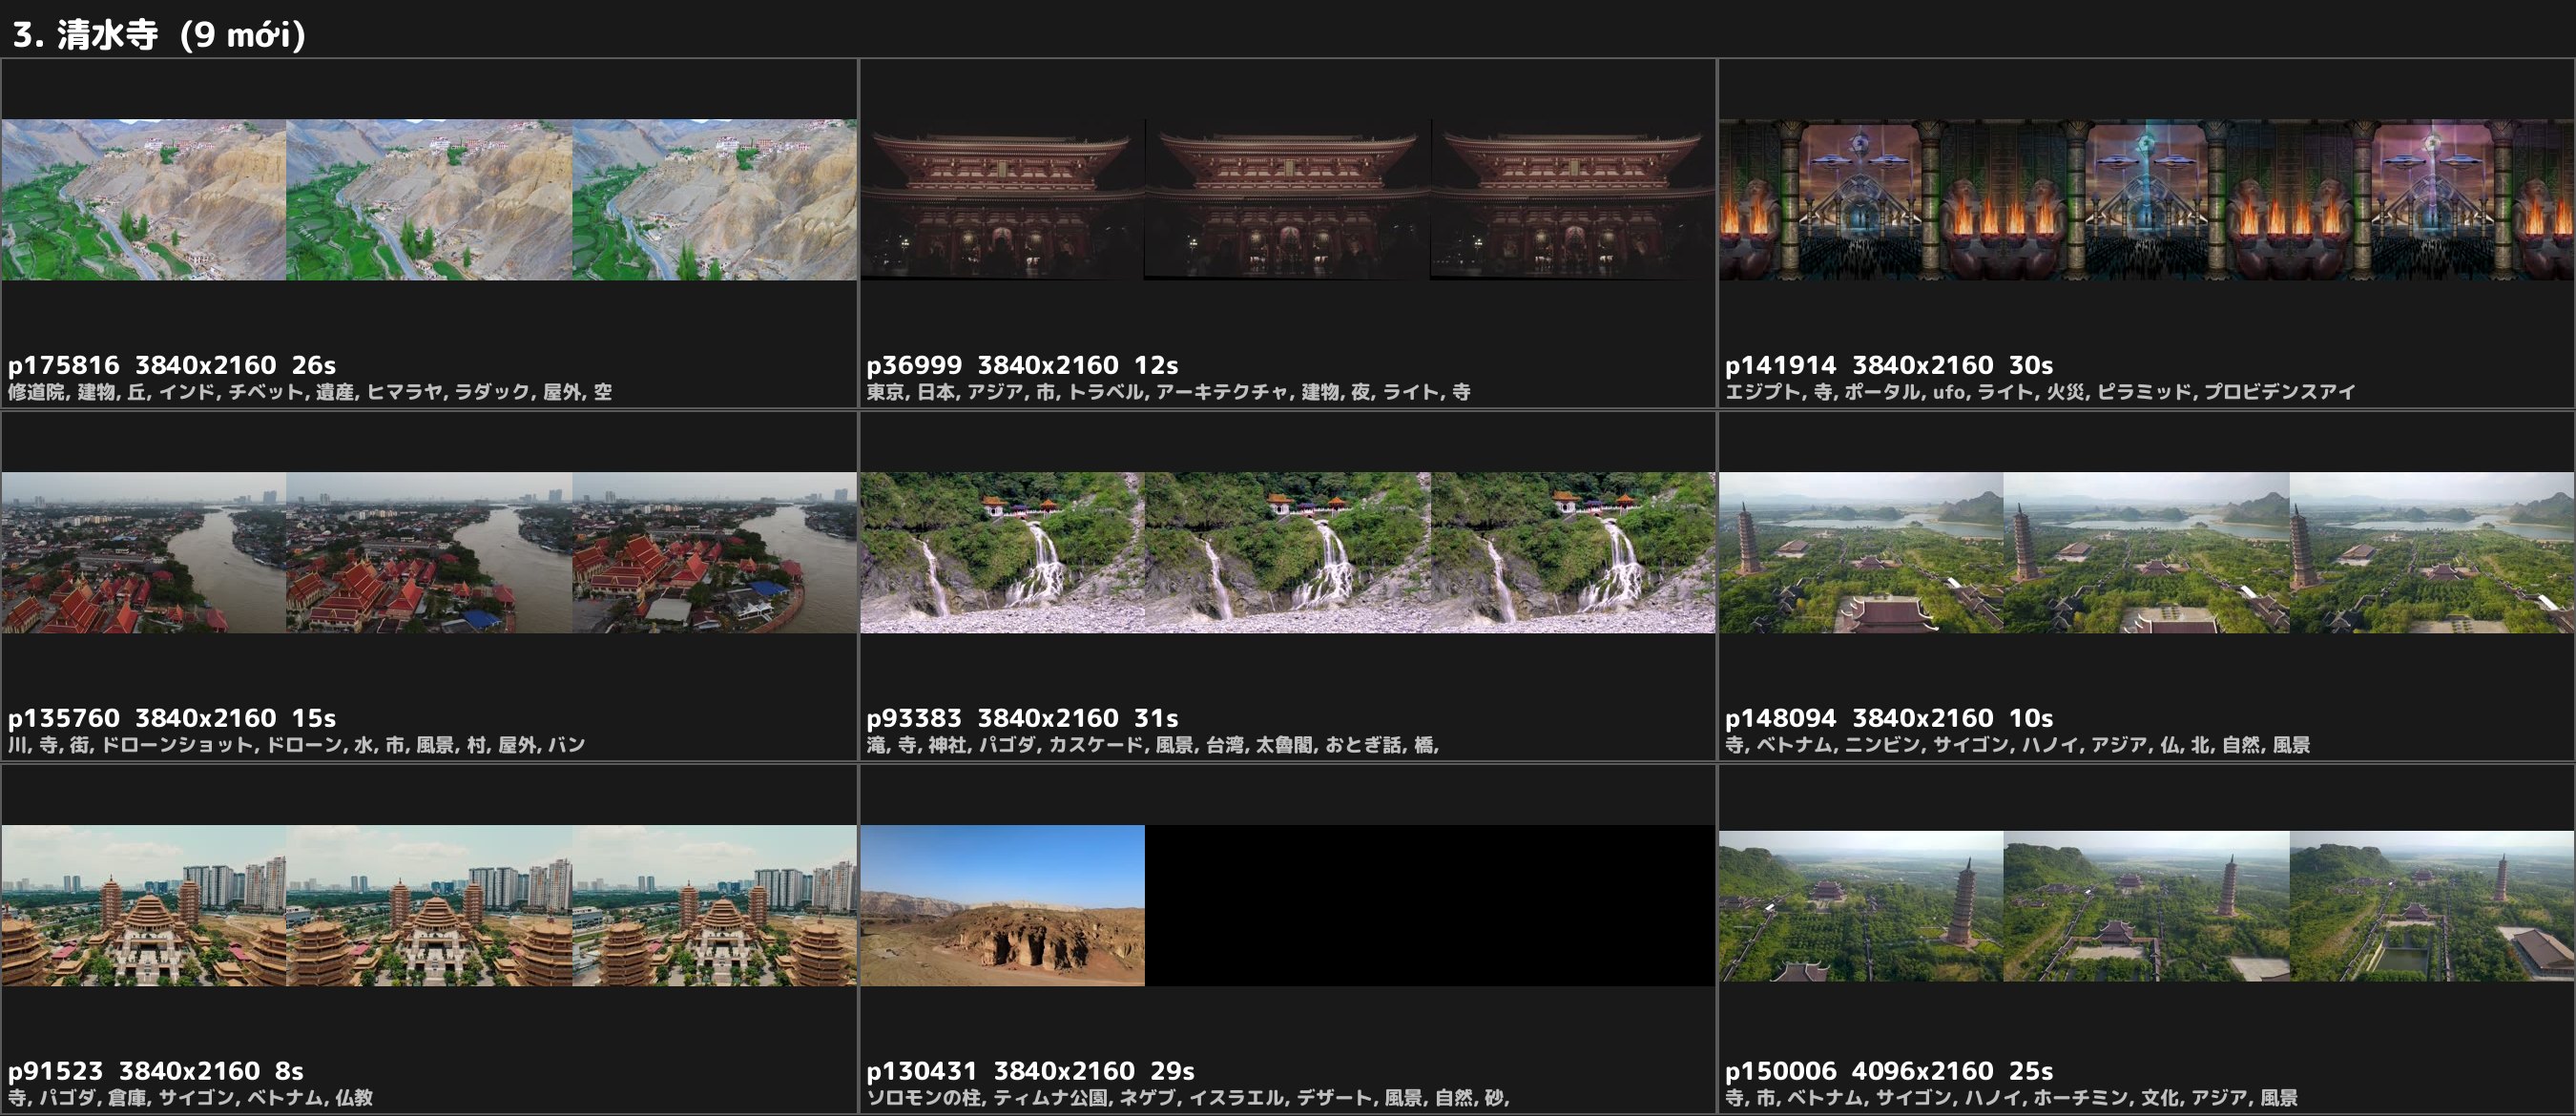 3. 清水寺 (9 mới)
p175816 3840x2160 26s
修道院, 建物, 丘, インド, チベット, 遺産, ヒマラヤ, ラダック, 屋外, 空
p36999 3840x2160 12s
東京, 日本, アジア, 市, トラベル, アーキテクチャ, 建物, 夜, ライト, 寺
p141914 3840x2160 30s
エジプト, 寺, ポータル, ufo, ライト, 火災, ピラミッド, プロビデンスアイ
p135760 3840x2160 15s
川, 寺, 街, ドローンショット, ドローン, 水, 市, 風景, 村, 屋外, バン
p93383 3840x2160 31s
滝, 寺, 神社, パゴダ, カスケード, 風景, 台湾, 太魯閣, おとぎ話, 橋,
p148094 3840x2160 10s
寺, ベトナム, ニンビン, サイゴン, ハノイ, アジア, 仏, 北, 自然, 風景
p91523 3840x2160 8s
寺, パゴダ, 倉庫, サイゴン, ベトナム, 仏教
p130431 3840x2160 29s
ソロモンの柱, ティムナ公園, ネゲブ, イスラエル, デザート, 風景, 自然, 砂,
p150006 4096x2160 25s
寺, 市, ベトナム, サイゴン, ハノイ, ホーチミン, 文化, アジア, 風景